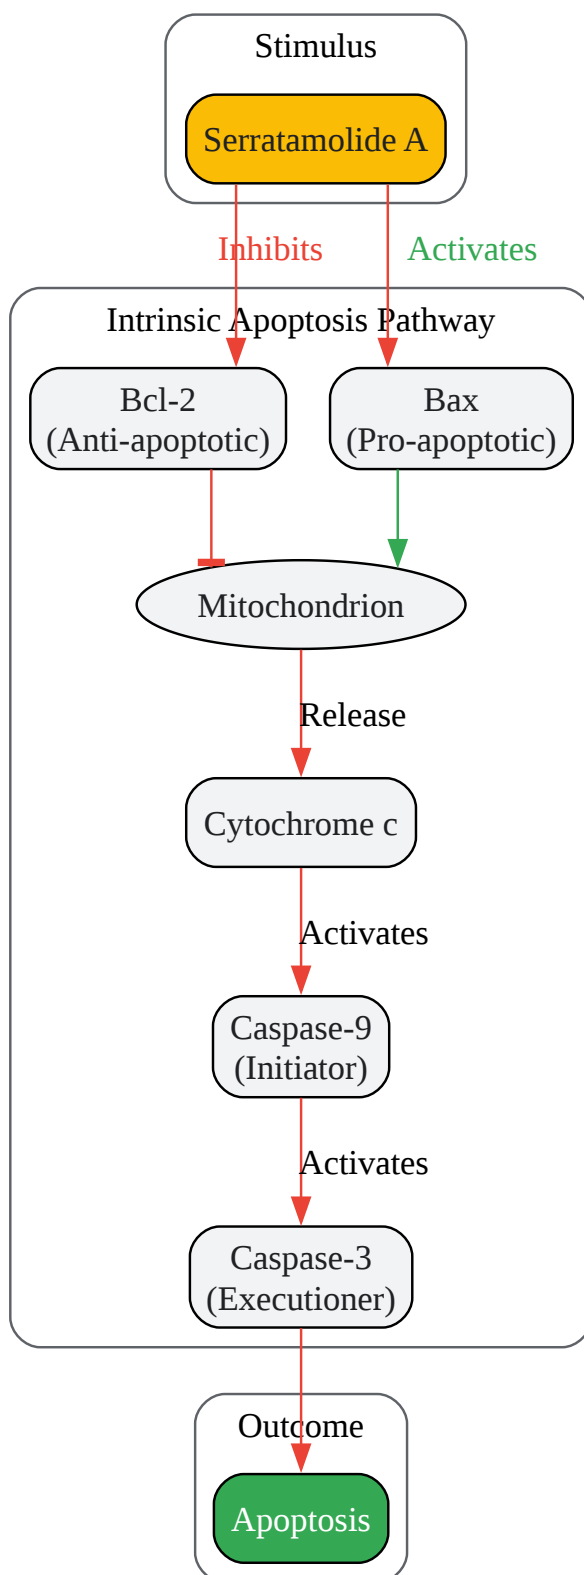 Stimulus
Serratamolide A
Inhibits
Activates
Intrinsic Apoptosis Pathway
Bcl-2
(Anti-apoptotic)
Bax
(Pro-apoptotic)
Mitochondrion
Release
Cytochrome c
Activates
Caspase-9
(Initiator)
Activates
Caspase-3
(Executioner)
Outcome
Apoptosis